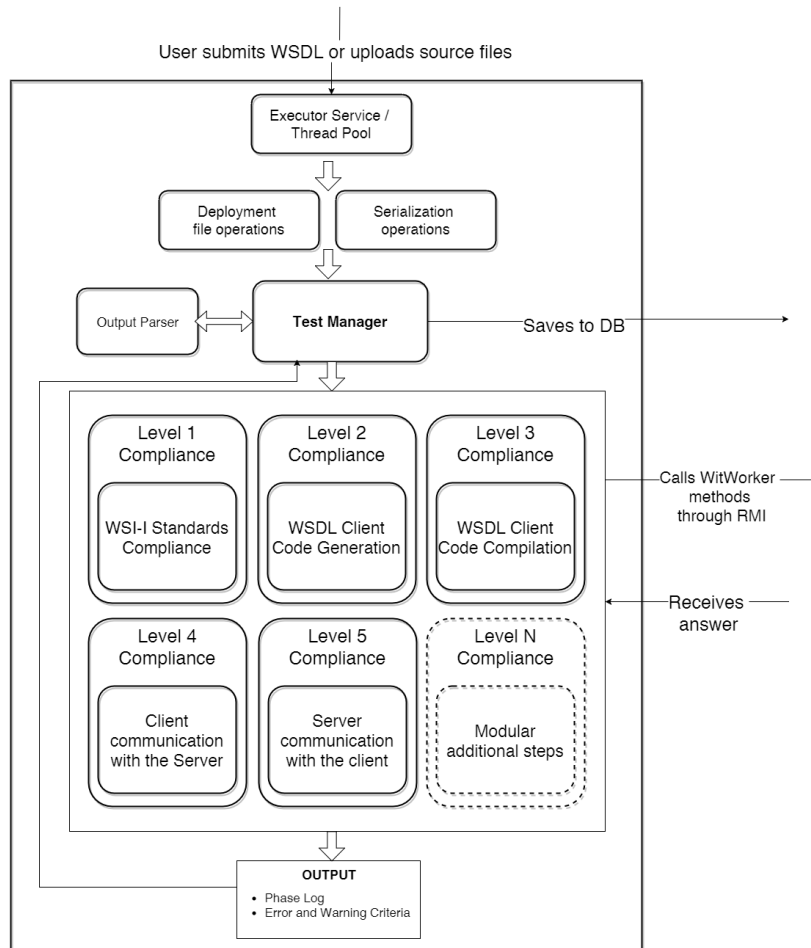 User submits WSDL or uploads source files
Executor Service /
Thread Pool
Deployment
file operations
Serialization
operations
Output Parser
Test Manager
Saves to DB
Level 1
Compliance
WSI-I Standards
Compliance
Level 2
Compliance
WSDL Client
Code Generation
Level 3
Compliance
WSDL Client
Code Compilation
Calls WitWorker
methods
through RMI
Receives
answer
Level 4
Compliance
Client
communication
with the Server
Level 5
Compliance
Server
communication
with the client
Level N
Compliance
Modular
additional steps
OUTPUT
• Phase Log
• Error and Warning Criteria